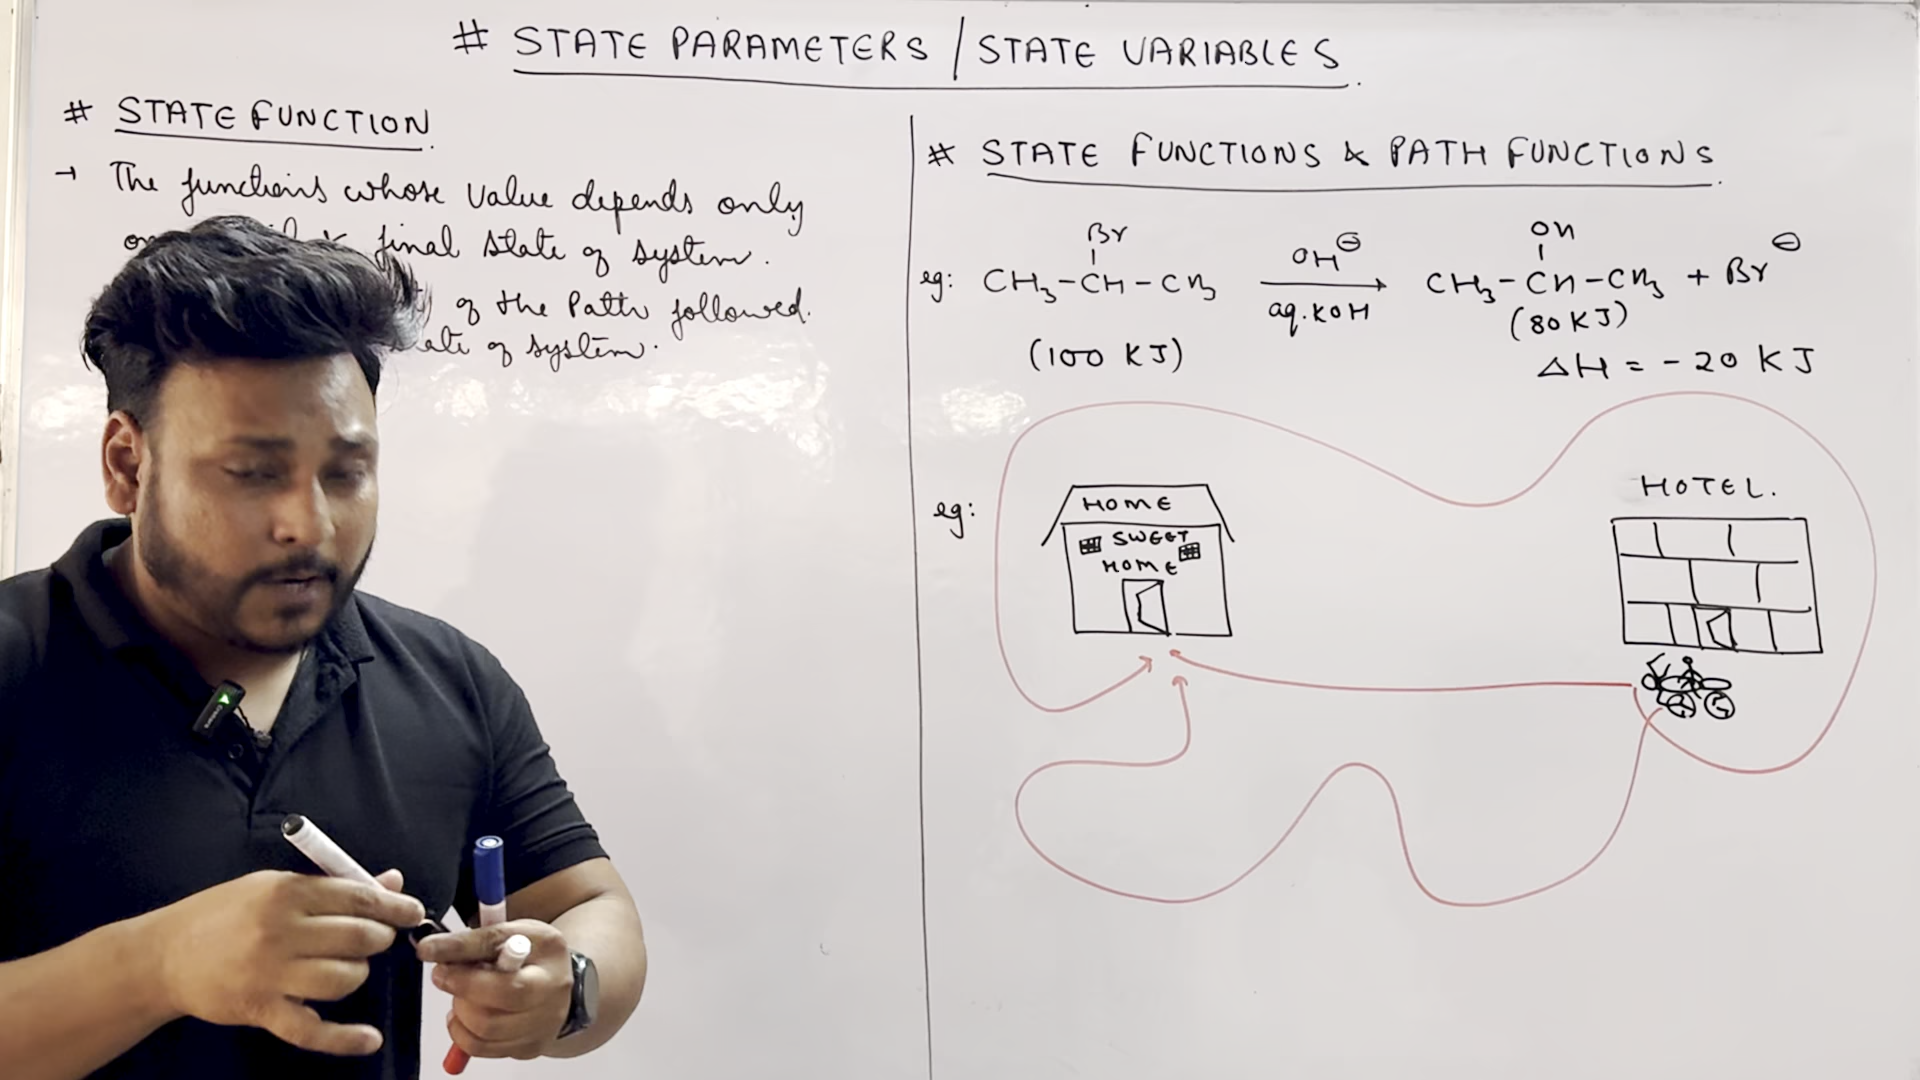 # STATE PARAMETERS / STATE VARIABLES.
# STATE FUNCTION.
→ The functions whose value depends only
final state of system.
of the Path followed.
of system.
# STATE FUNCTIONS & PATH FUNCTIONS.
Br
eg: CH3-CH-CH3
OH⊖
aq.KOH
(100 KJ)
OH
CH3-CH-CH3 + Br⊖
(80 KJ)
△H = -20 KJ
eg:
HOME
SWEET
HOME
HOTEL.